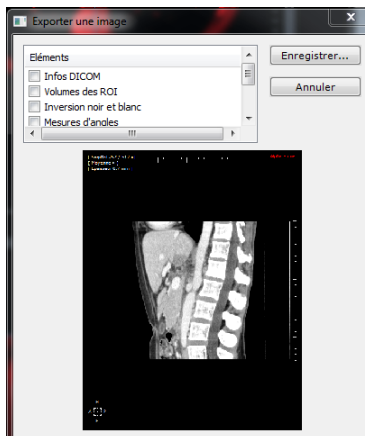 Exporter une image
X
Eléments
Infos DICOM
Volumes des ROI
Inversion noir et blanc
Mesures d'angles
Enregistrer...
Annuler